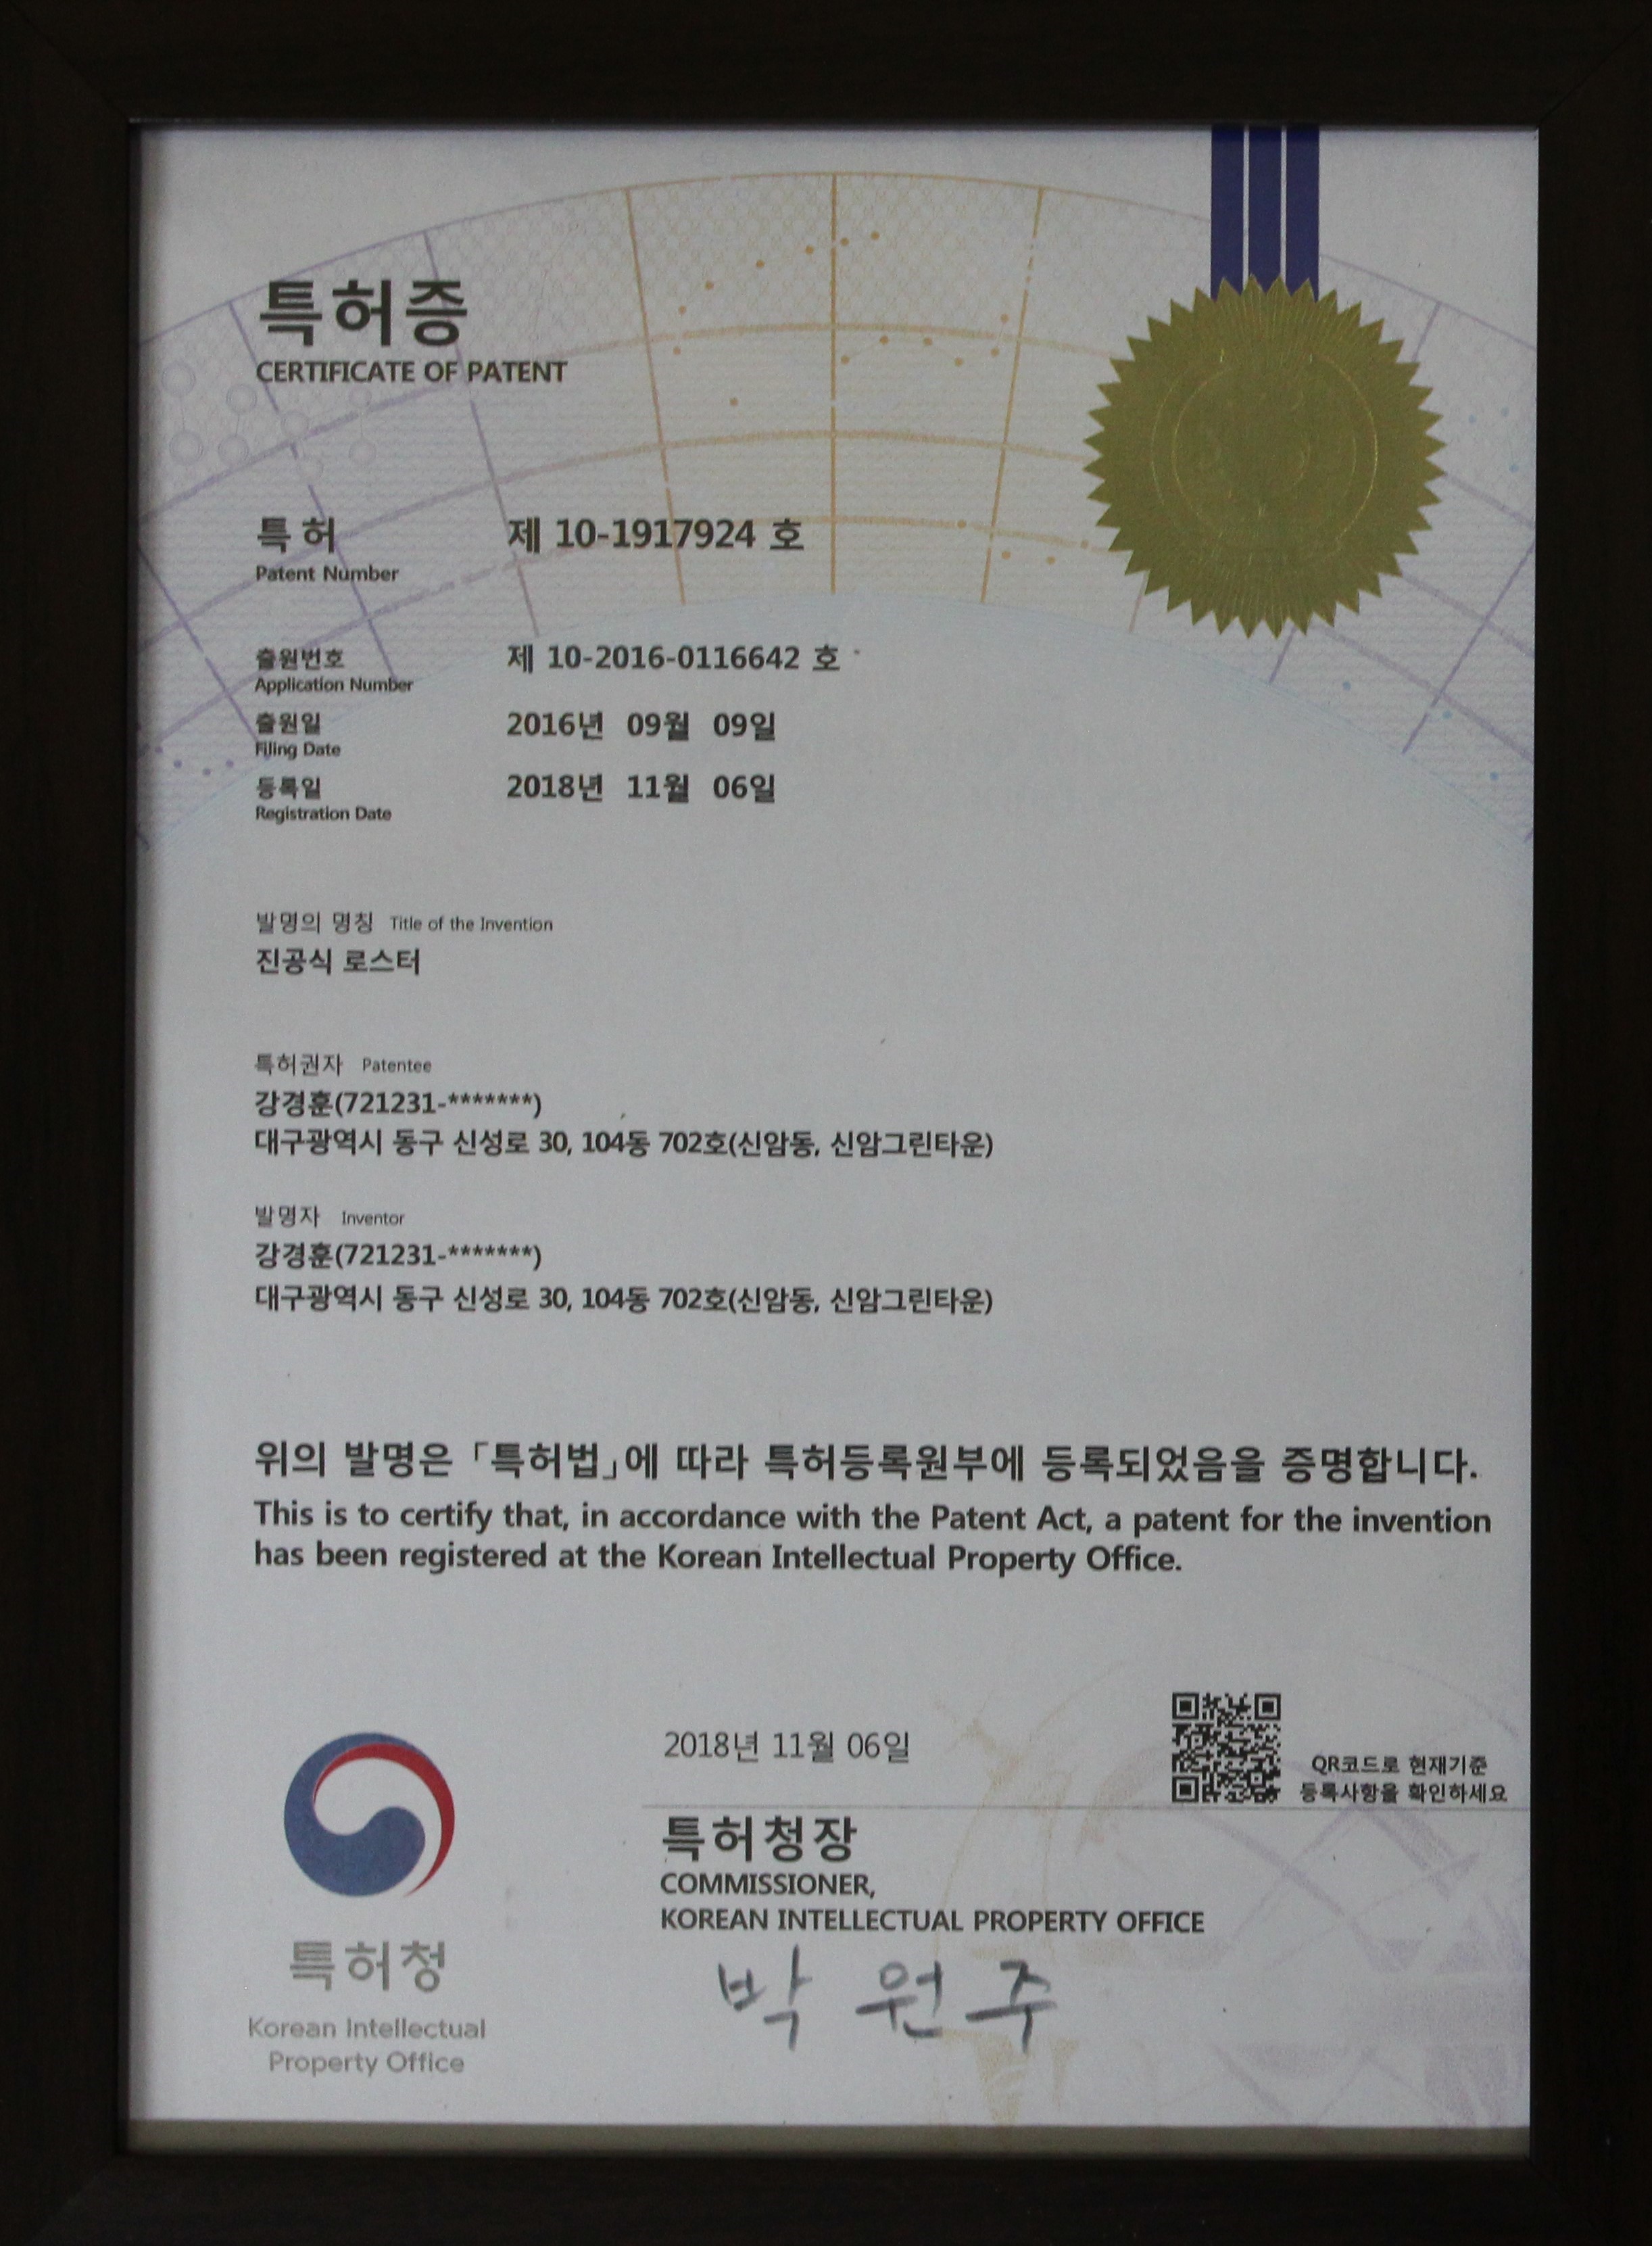 특허증
CERTIFICATE OF PATENT
특 허 제 10-1917924 호
Patent Number
출원번호 제 10-2016-0116642 호
Application Number
출원일 2016년 09월 09일
Filing Date
등록일 2018년 11월 06일
Registration Date
발명의 명칭 Title of the Invention
진공식 로스터
특허권자 Patentee
강경훈(721231-*******)
대구광역시 동구 신성로 30, 104동 702호(신암동, 신암그린타운)
발명자 Inventor
강경훈(721231-*******)
대구광역시 동구 신성로 30, 104동 702호(신암동, 신암그린타운)
위의 발명은 「특허법」에 따라 특허등록원부에 등록되었음을 증명합니다.
This is to certify that, in accordance with the Patent Act, a patent for the invention
has been registered at the Korean Intellectual Property Office.
2018년 11월 06일
QR코드로 현재기준
등록사항을 확인하세요
특허청장
COMMISSIONER,
KOREAN INTELLECTUAL PROPERTY OFFICE
박 원 주
특허청
Korean Intellectual
Property Office